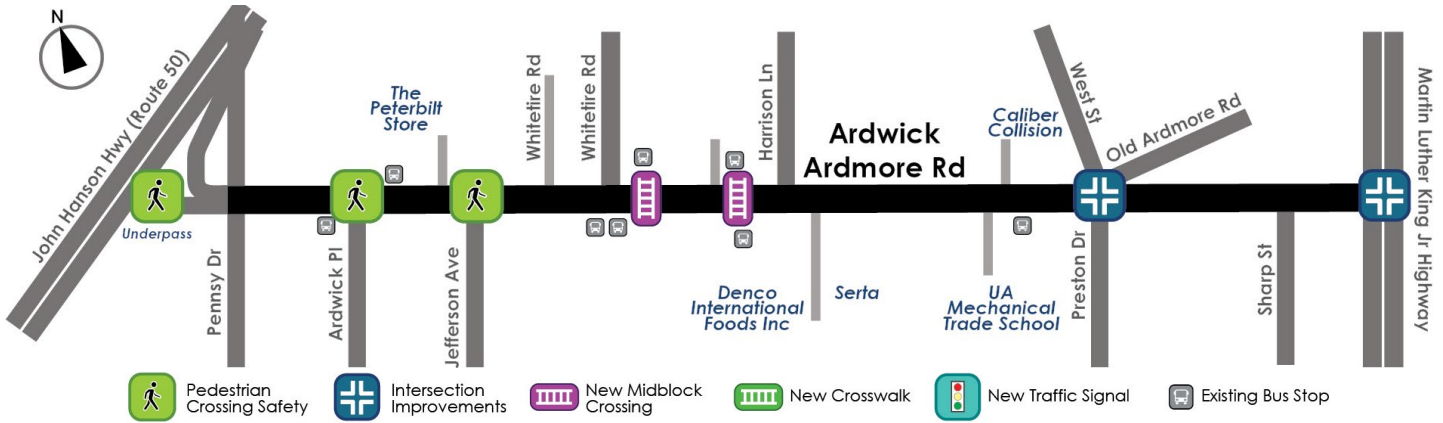 N
John Hanson Hwy (Route 50)
The
Peterbilt
Store
Whitetire Rd
Whitetire Rd
Harrison Ln
Ardwick
Ardmore Rd
Caliber
Collision
West St
Old Ardmore Rd
Martin Luther King Jr Highway
Underpass
Pennsy Dr
Ardwick Pl
Jefferson Ave
Denco
International
Foods Inc
Serta
UA
Mechanical
Trade School
Preston Dr
Sharp St
Pedestrian
Crossing Safety
Intersection
Improvements
New Midblock
Crossing
New Crosswalk
New Traffic Signal
Existing Bus Stop